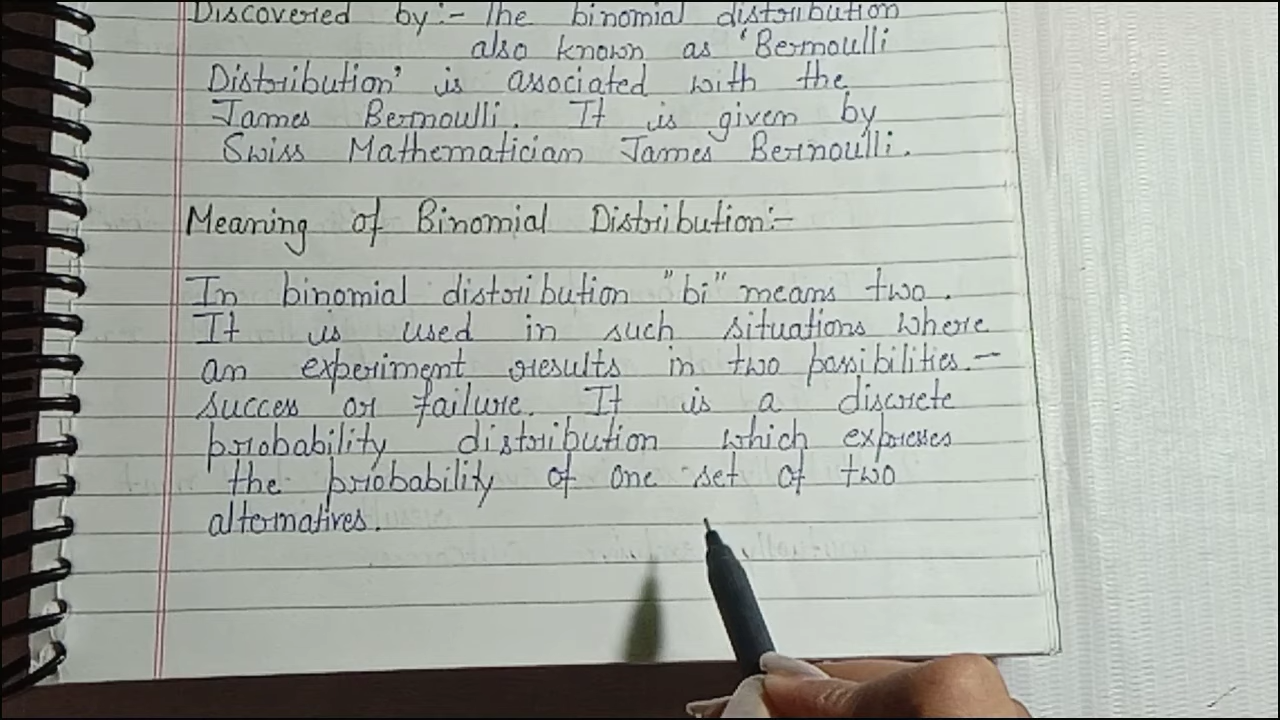 Discovered by:- The binomial distribution
also known as 'Bernoulli
Distribution' is associated with the
James Bernoulli. It is given by
Swiss Mathematician James Bernoulli.
Meaning of Binomial Distribution:-
In binomial distribution "bi" means two.
It is used in such situations where
an experiment results in two possibilities.-
success or failure. It is a discrete
probability distribution which expresses
the probability of one set of two
alternatives.